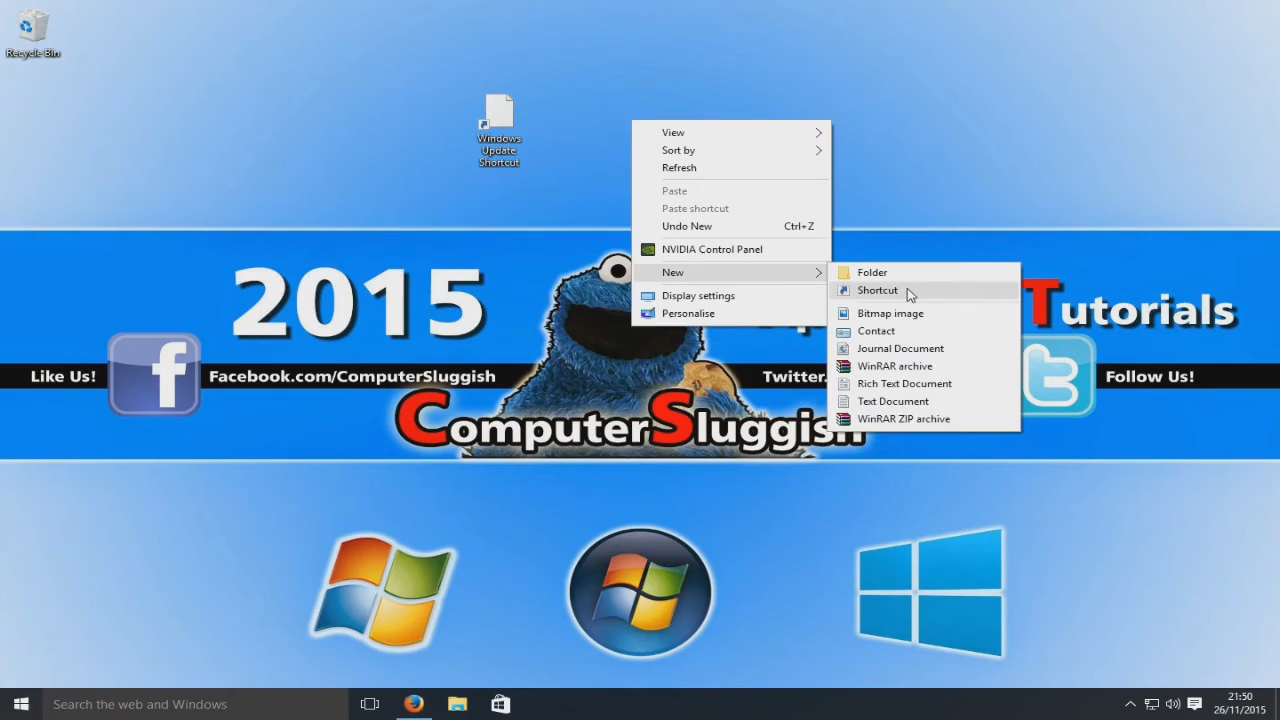 Recycle Bin
Windows
Update
Shortcut
View
Sort by
Refresh
Paste
Paste shortcut
Undo New Ctrl+Z
NVIDIA Control Panel
New
Display settings
Personalise
Folder
Shortcut
Bitmap image
Contact
Journal Document
WinRAR archive
Rich Text Document
Text Document
WinRAR ZIP archive
2015
Tutorials
Like Us!
f
Facebook.com/ComputerSluggish
Twitter.
t
Follow Us!
ComputerSluggish
Search the web and Windows
21:50
26/11/2015